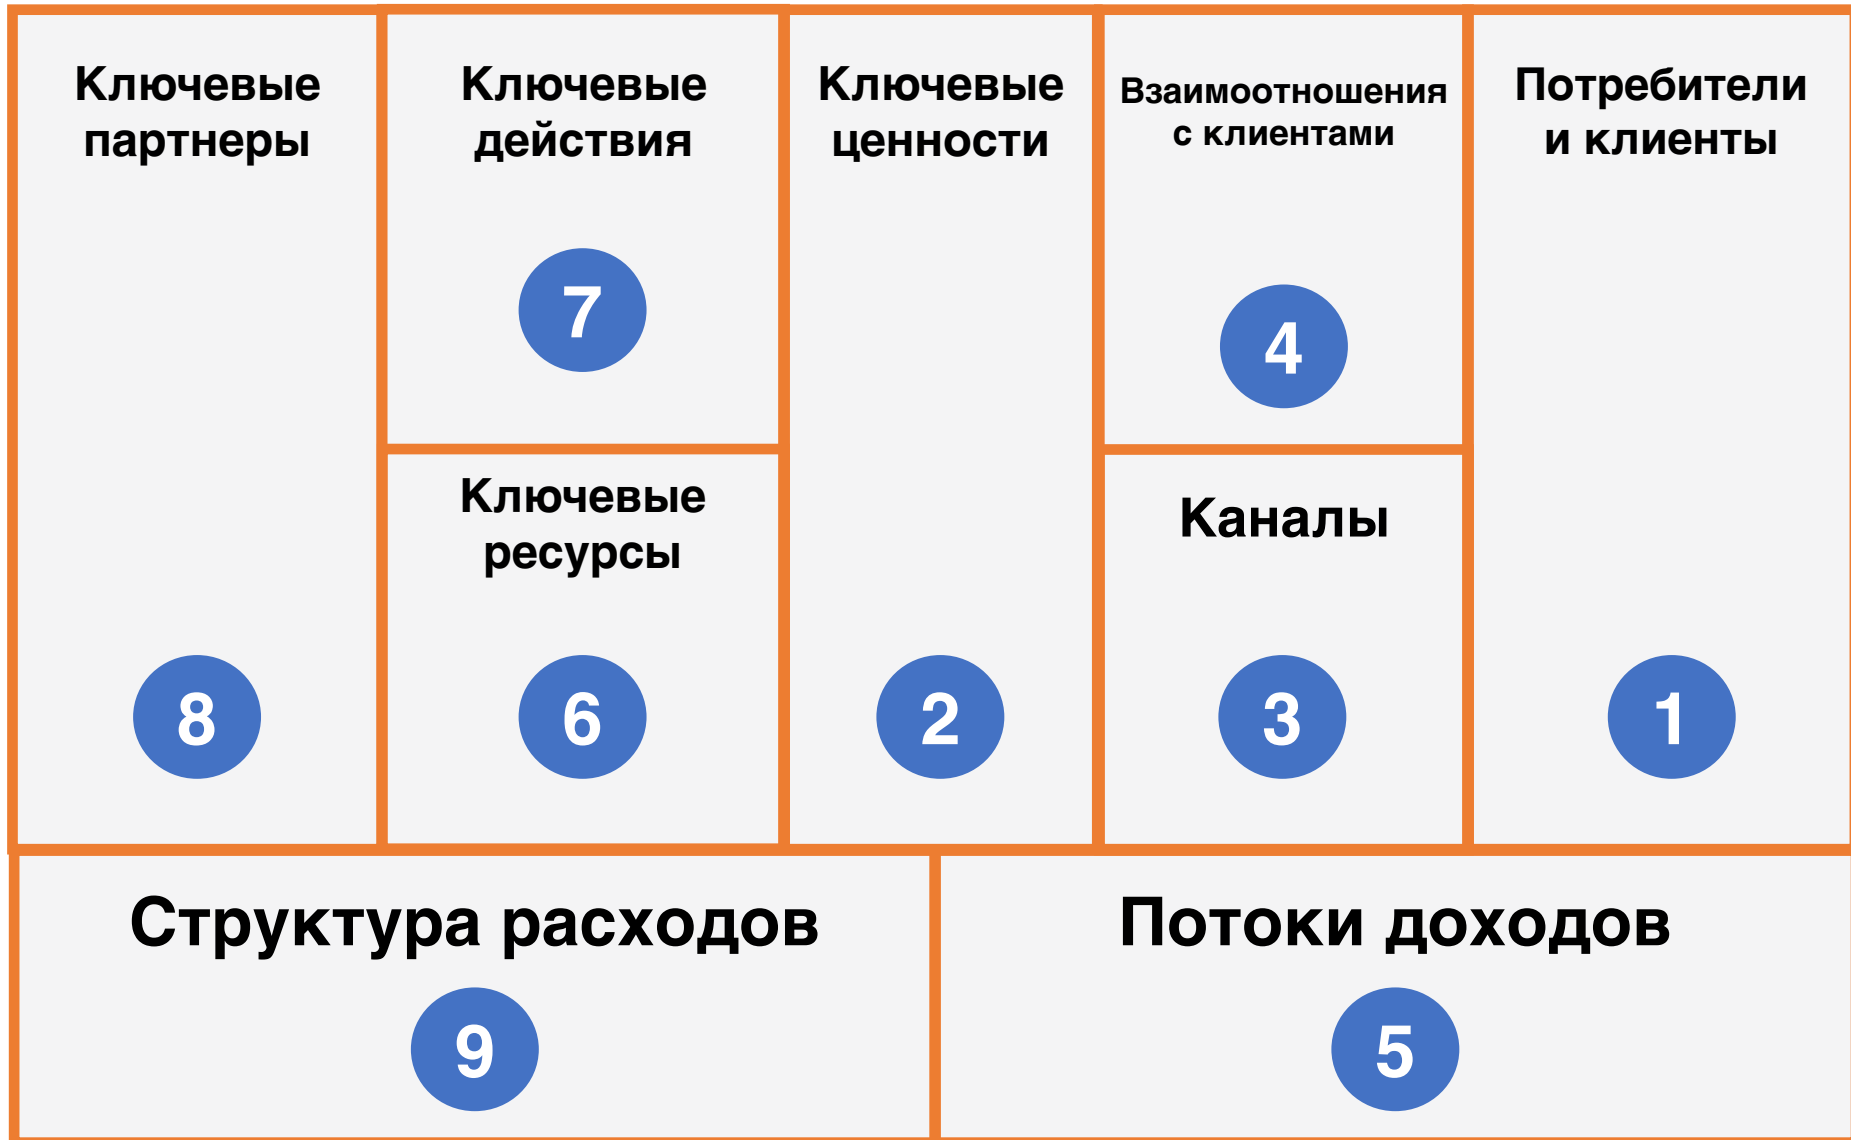 Ключевые
партнеры
8
Ключевые
действия
7
Ключевые
ресурсы
6
Ключевые
ценности
2
Взаимоотношения
с клиентами
4
Каналы
3
Потребители
и клиенты
1
Структура расходов
9
Потоки доходов
5